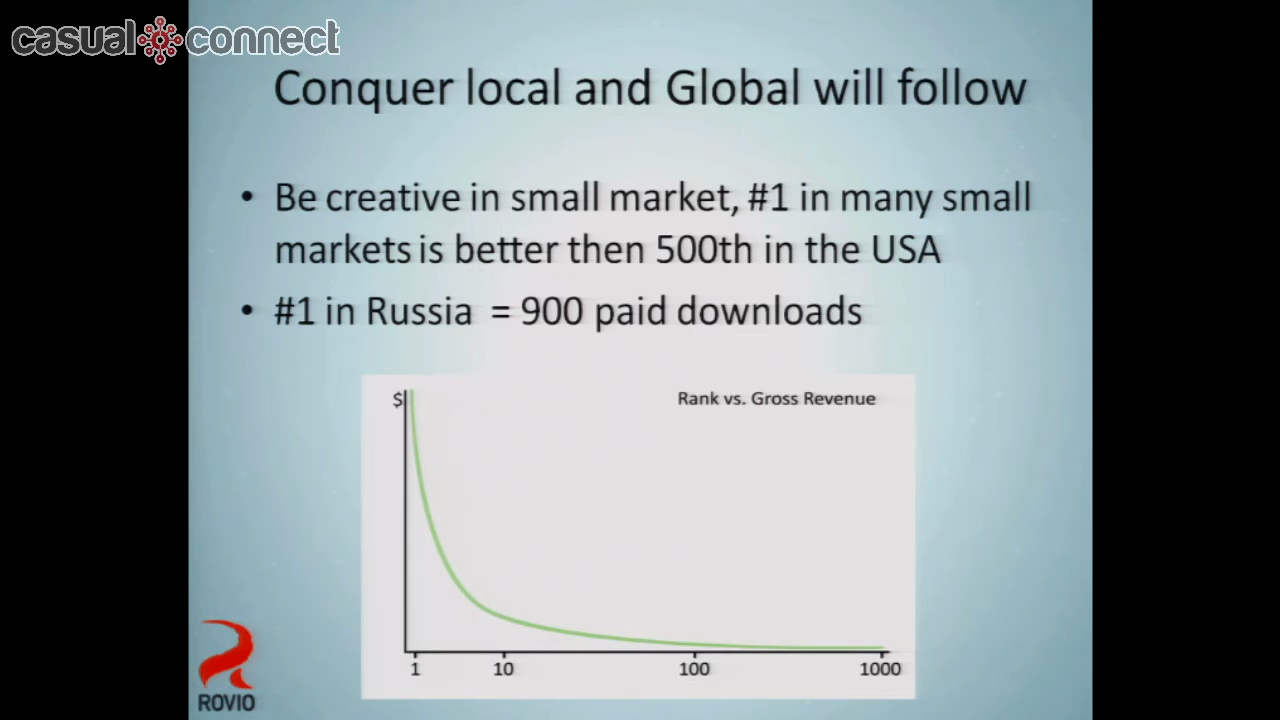 casual connect
Conquer local and Global will follow
• Be creative in small market, #1 in many small
markets is better then 500th in the USA
• #1 in Russia = 900 paid downloads
$
Rank vs. Gross Revenue
1 10 100 1000
ROVIO